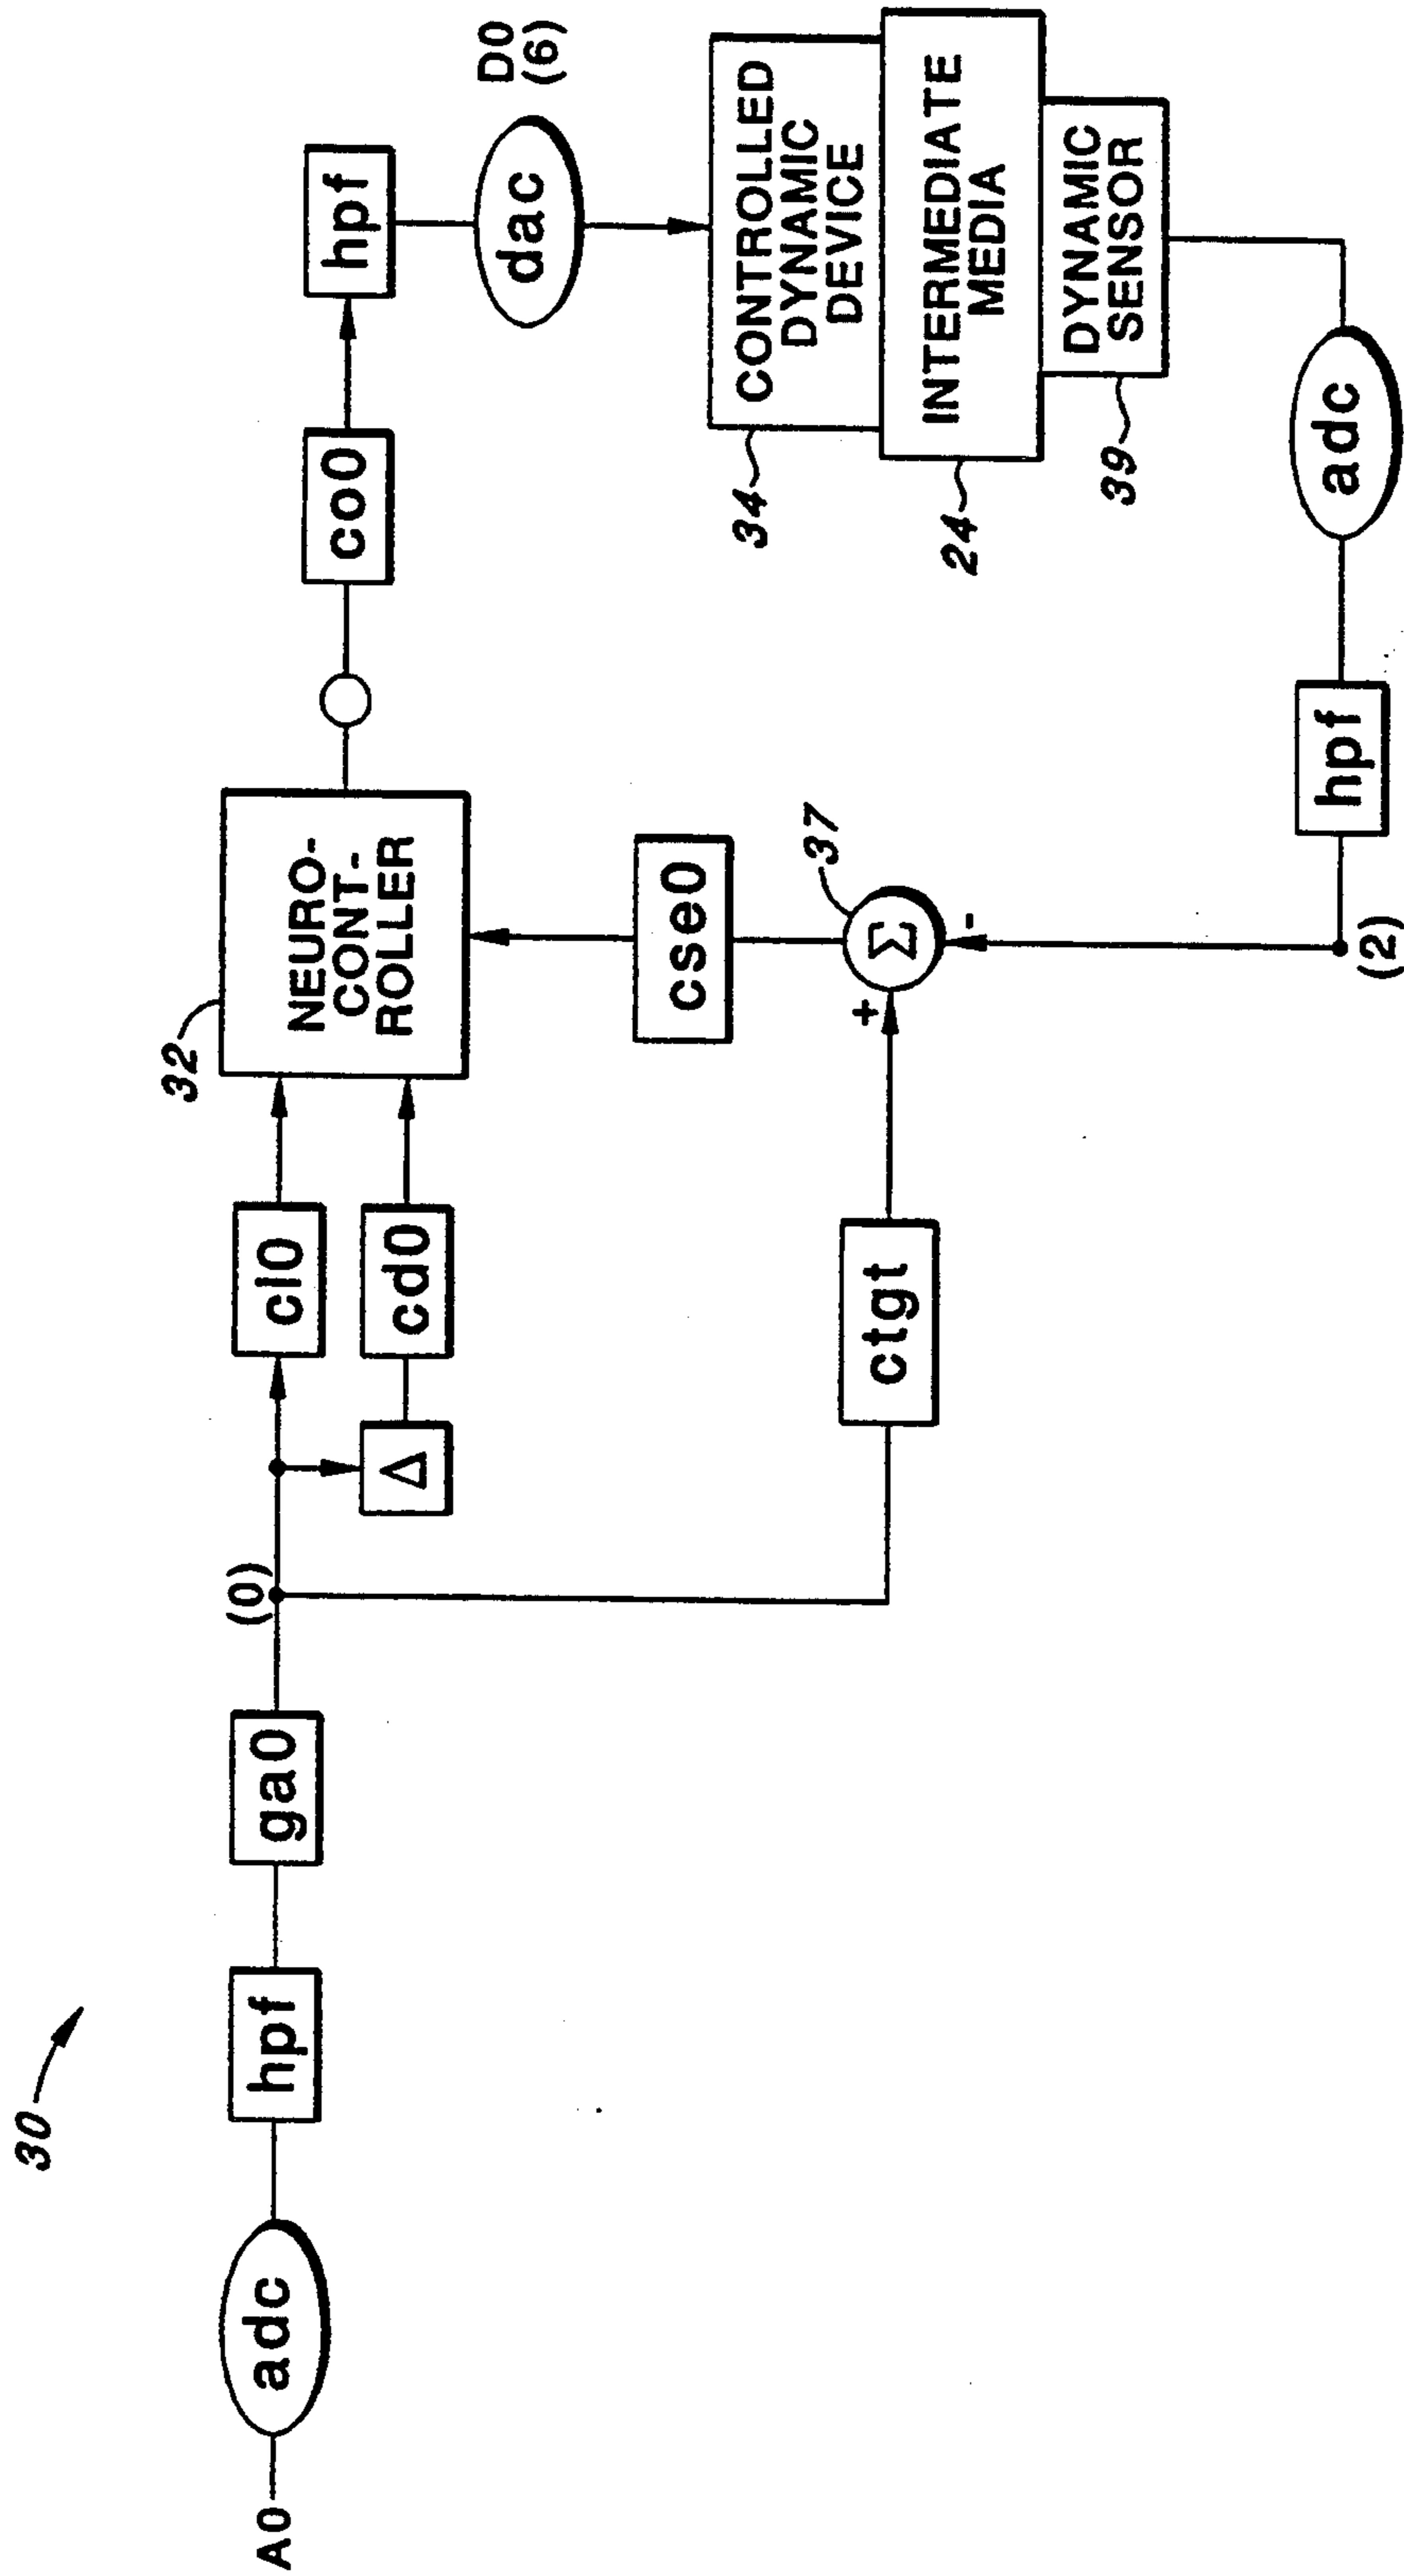 30
A0
adc
hpf
ga0
(0)
Δ
cl0
cd0
32
NEURO-
CONT-
ROLLER
co0
hpf
dac
D0
(6)
ctgt
+
Σ
-
37
cse0
34
CONTROLLED
DYNAMIC
DEVICE
24
INTERMEDIATE
MEDIA
39
DYNAMIC
SENSOR
adc
hpf
(2)